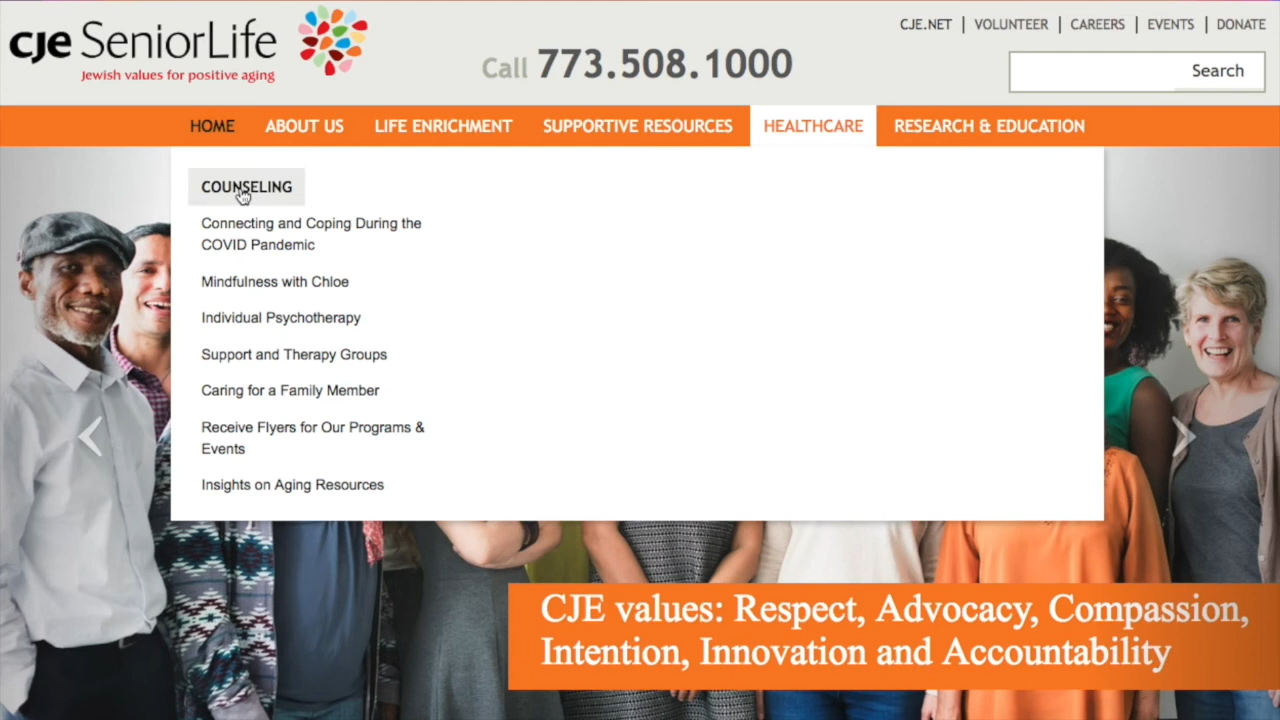 cje SeniorLife
Jewish values for positive aging
Call 773.508.1000
CJE.NET | VOLUNTEER | CAREERS | EVENTS | DONATE
Search
HOME ABOUT US LIFE ENRICHMENT SUPPORTIVE RESOURCES HEALTHCARE RESEARCH & EDUCATION
COUNSELING
Connecting and Coping During the
COVID Pandemic
Mindfulness with Chloe
Individual Psychotherapy
Support and Therapy Groups
Caring for a Family Member
Receive Flyers for Our Programs &
Events
Insights on Aging Resources
CJE values: Respect, Advocacy, Compassion,
Intention, Innovation and Accountability